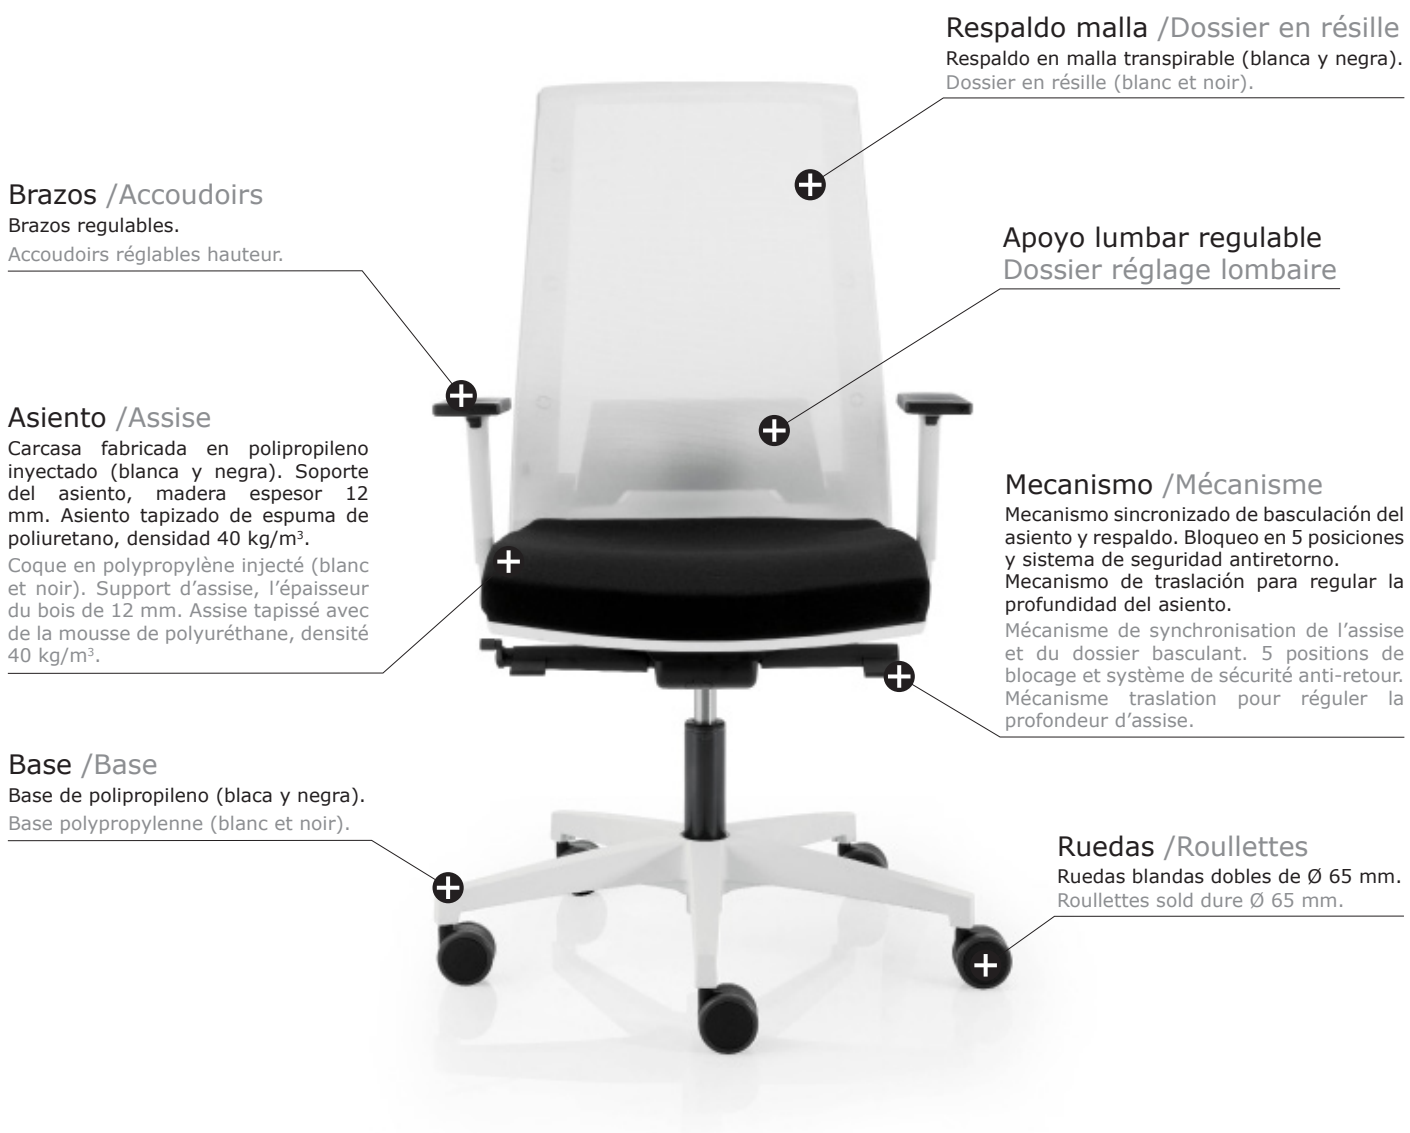 Respaldo malla /Dossier en résille
Respaldo en malla transpirable (blanca y negra).
Dossier en résille (blanc et noir).
Brazos /Accoudoirs
Brazos regulables.
Accoudoirs réglables hauteur.
Apoyo lumbar regulable
Dossier réglage lombaire
Asiento /Assise
Carcasa fabricada en polipropileno
inyectado (blanca y negra). Soporte
del asiento, madera espesor 12
mm. Asiento tapizado de espuma de
poliuretano, densidad 40 kg/m³.
Coque en polypropylène injecté (blanc
et noir). Support d’assise, l’épaisseur
du bois de 12 mm. Assise tapissé avec
de la mousse de polyuréthane, densité
40 kg/m³.
Mecanismo /Mécanisme
Mecanismo sincronizado de basculación del
asiento y respaldo. Bloqueo en 5 posiciones
y sistema de seguridad antiretorno.
Mecanismo de traslación para regular la
profundidad del asiento.
Mécanisme de synchronisation de l’assise
et du dossier basculant. 5 positions de
blocage et système de sécurité anti-retour.
Mécanisme traslation pour réguler la
profondeur d’assise.
Base /Base
Base de polipropileno (blaca y negra).
Base polypropylenne (blanc et noir).
Ruedas /Roullettes
Ruedas blandas dobles de Ø 65 mm.
Roullettes sold dure Ø 65 mm.